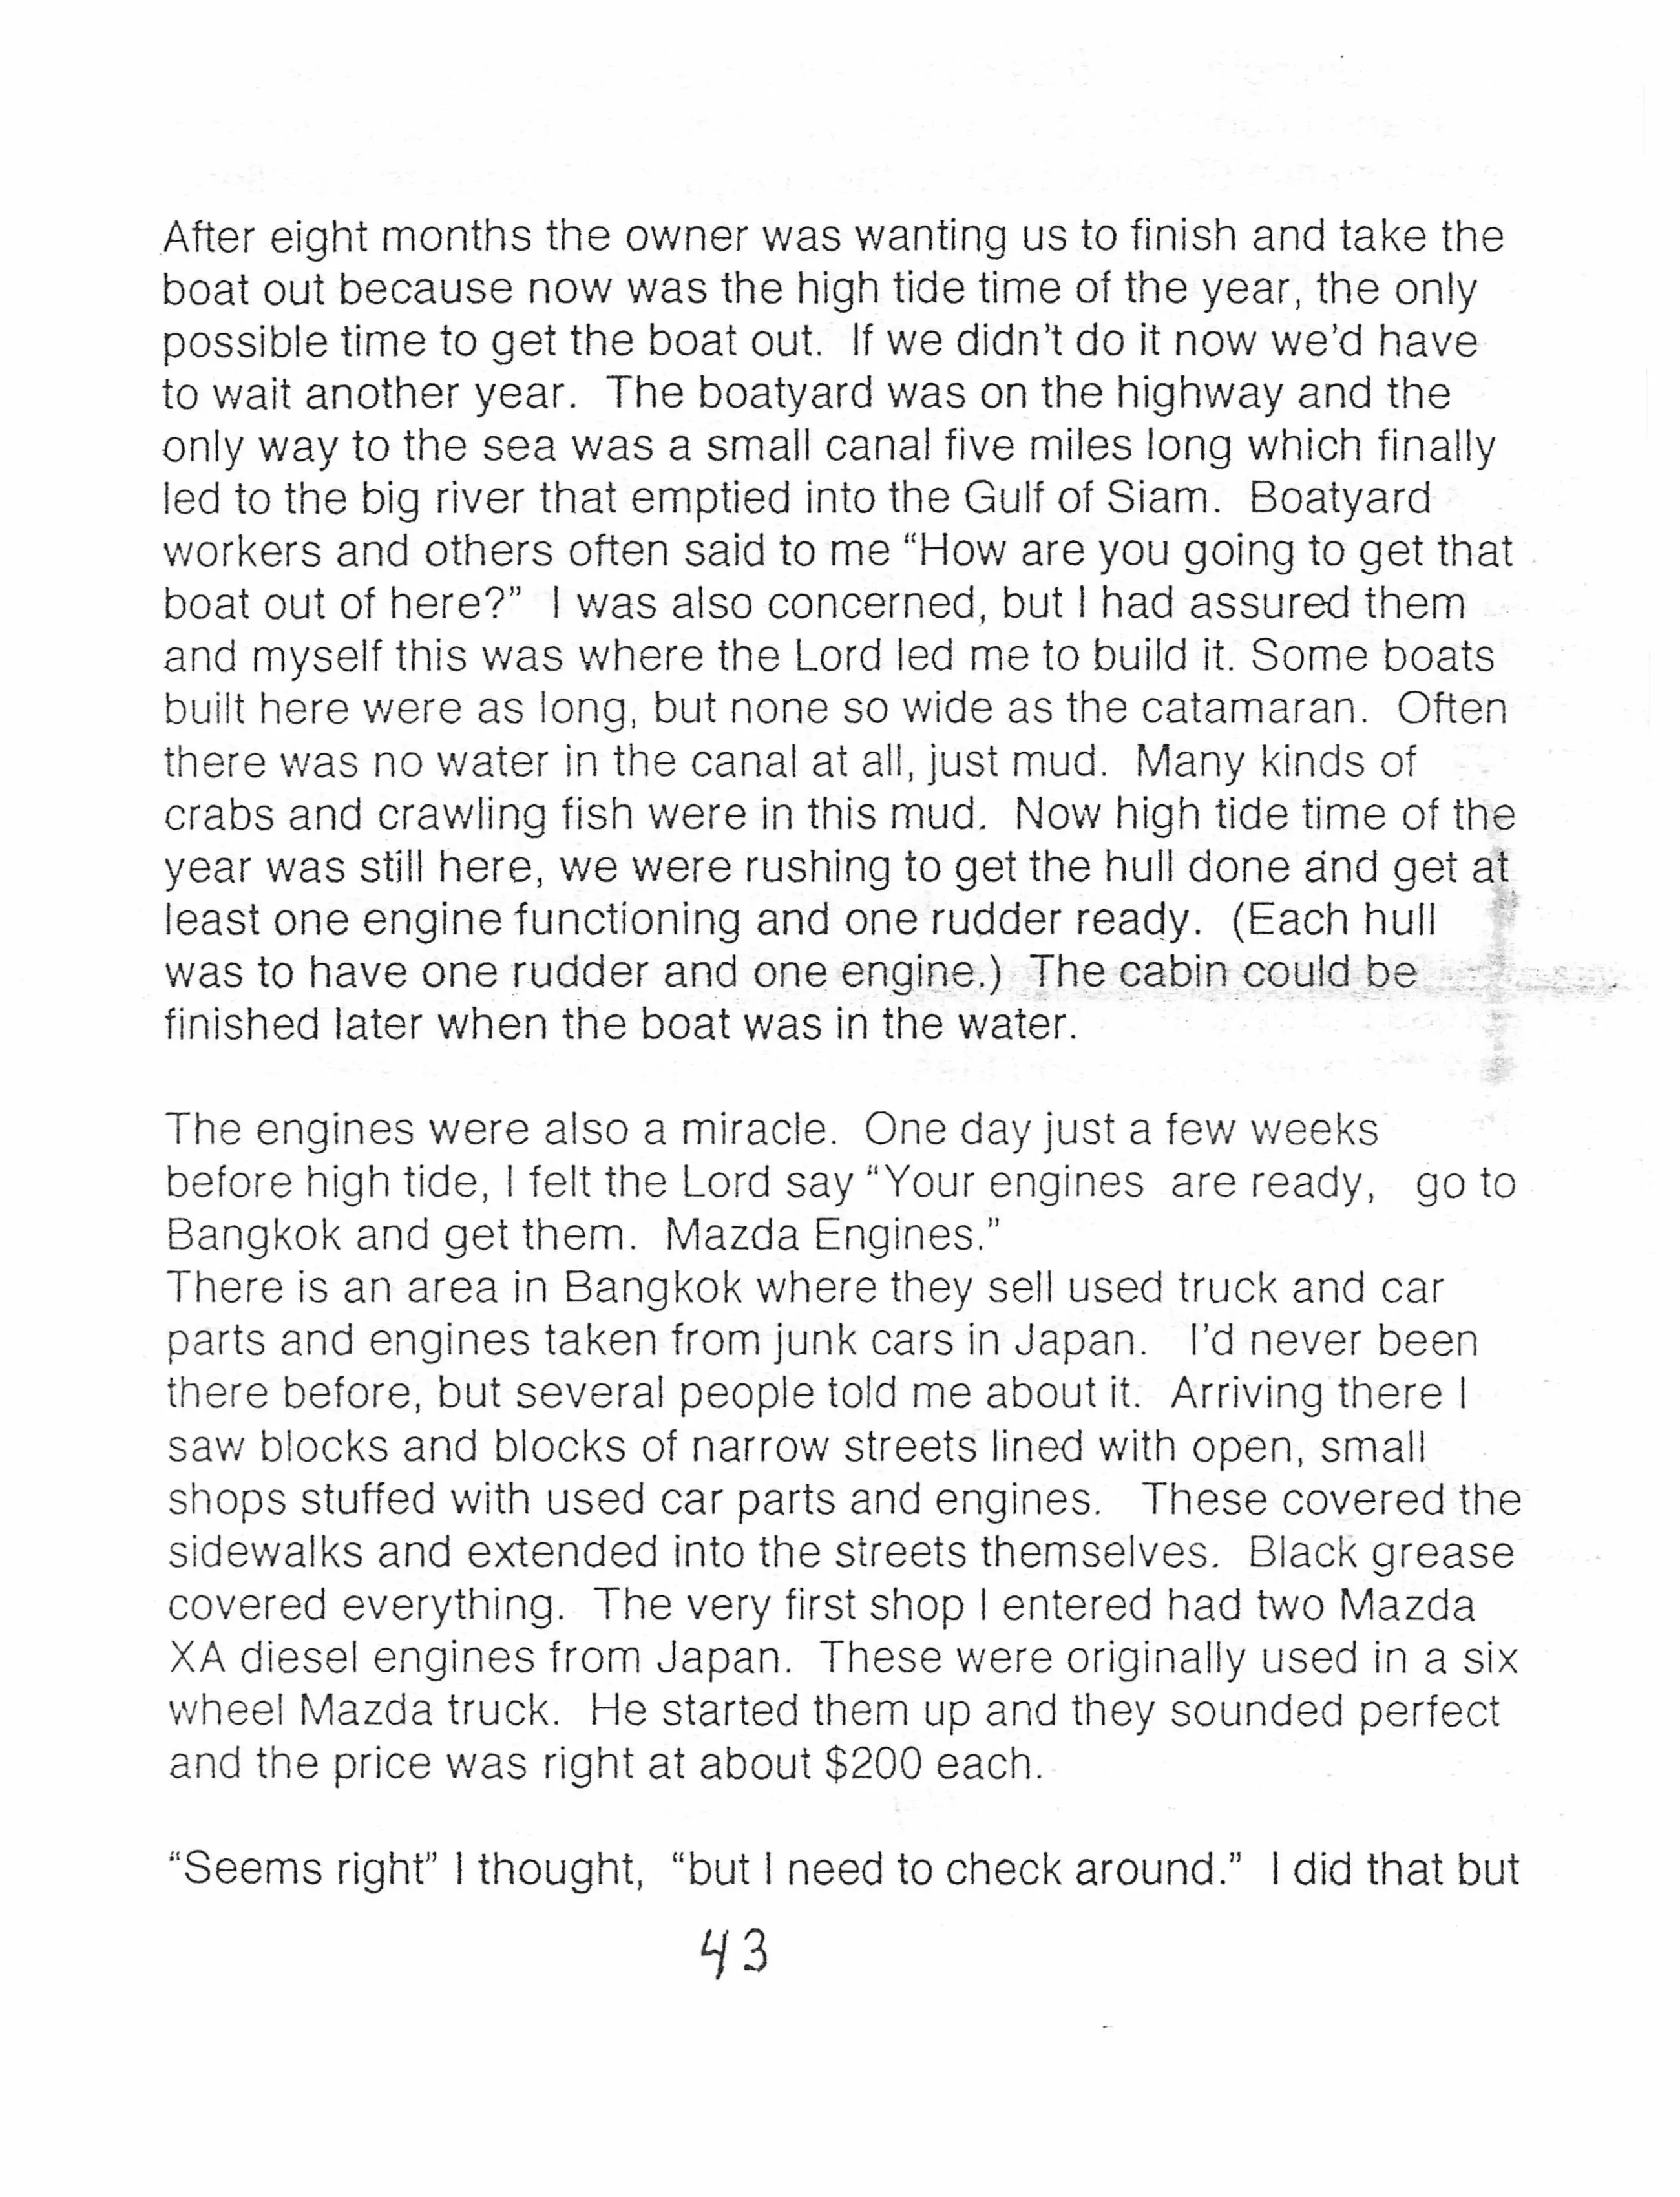 After eight months the owner was wanting us to finish and take the
boat out because now was the high tide time of the year, the only
possible time to get the boat out.  If we didn't do it now we'd have
to wait another year.  The boatyard was on the highway and the
only way to the sea was a small canal five miles long which finally
led to the big river that emptied into the Gulf of Siam.  Boatyard
workers and others often said to me “How are you going to get that
boat out of here?”  I was also concerned, but I had assured them
and myself this was where the Lord led me to build it. Some boats
built here were as long, but none so wide as the catamaran.  Often
there was no water in the canal at all, just mud.  Many kinds of
crabs and crawling fish were in this mud.  Now high tide time of the
year was still here, we were rushing to get the hull done and get at
least one engine functioning and one rudder ready.  (Each hull
was to have one rudder and one engine.)  The cabin could be
finished later when the boat was in the water.

The engines were also a miracle.  One day just a few weeks
before high tide, I felt the Lord say “Your engines  are ready,   go to
Bangkok and get them.  Mazda Engines.”
There is an area in Bangkok where they sell used truck and car
parts and engines taken from junk cars in Japan.   I'd never been
there before, but several people told me about it.  Arriving there I
saw blocks and blocks of narrow streets lined with open, small
shops stuffed with used car parts and engines.   These covered the
sidewalks and extended into the streets themselves.  Black grease
covered everything.  The very first shop I entered had two Mazda
XA diesel engines from Japan.  These were originally used in a six
wheel Mazda truck.  He started them up and they sounded perfect
and the price was right at about $200 each.

“Seems right” I thought,  “but I need to check around.”  I did that but
43